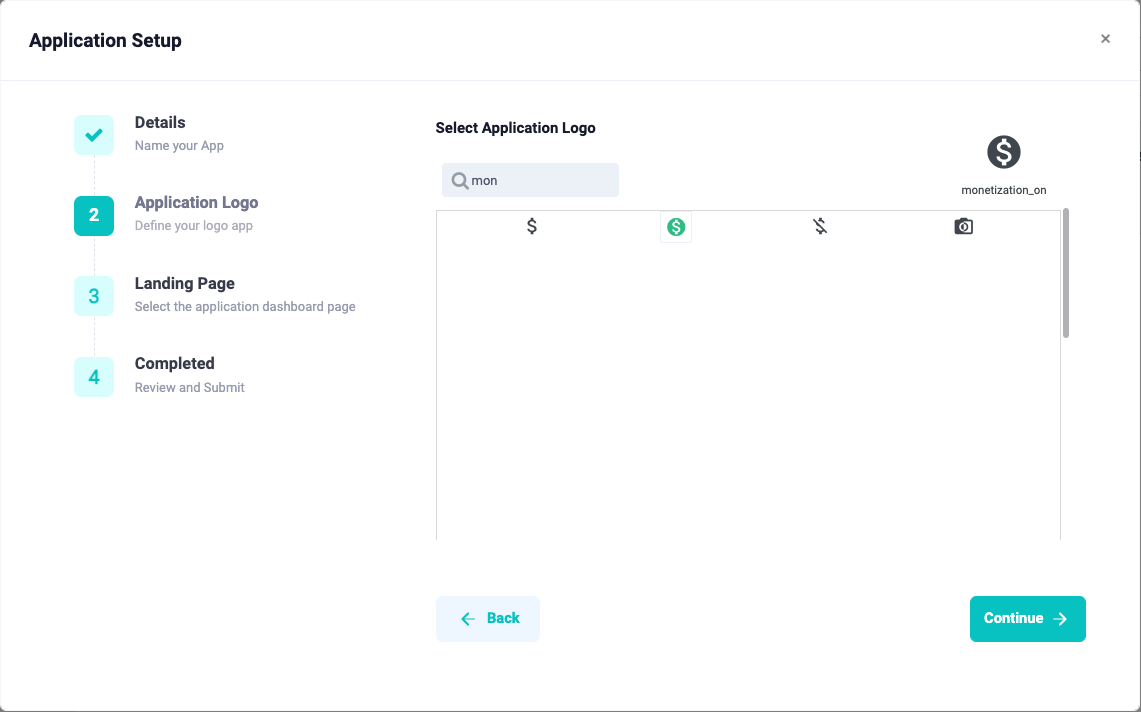 Application Setup
×
Details
Name your App
2
Application Logo
Define your logo app
3
Landing Page
Select the application dashboard page
4
Completed
Review and Submit
Select Application Logo
mon
monetization_on
Back
Continue